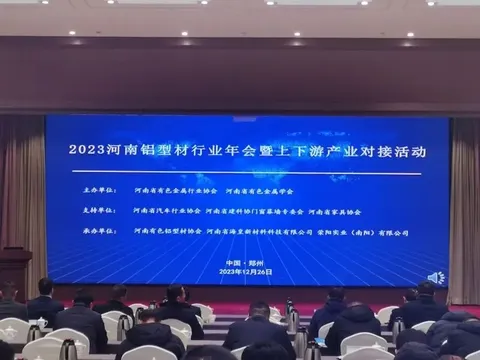 2023河南铝型材行业年会暨上下游产业对接活动
主办单位： 河南省有色金属行业协会 河南省有色金属学会
支持单位： 河南省汽车行业协会 河南省建科协门窗幕墙专委会 河南省家具协会
承办单位： 河南有色铝型材协会 河南省海皇新材料科技有限公司 荥阳实业（南阳）有限公司
中国·郑州
2023年12月26日